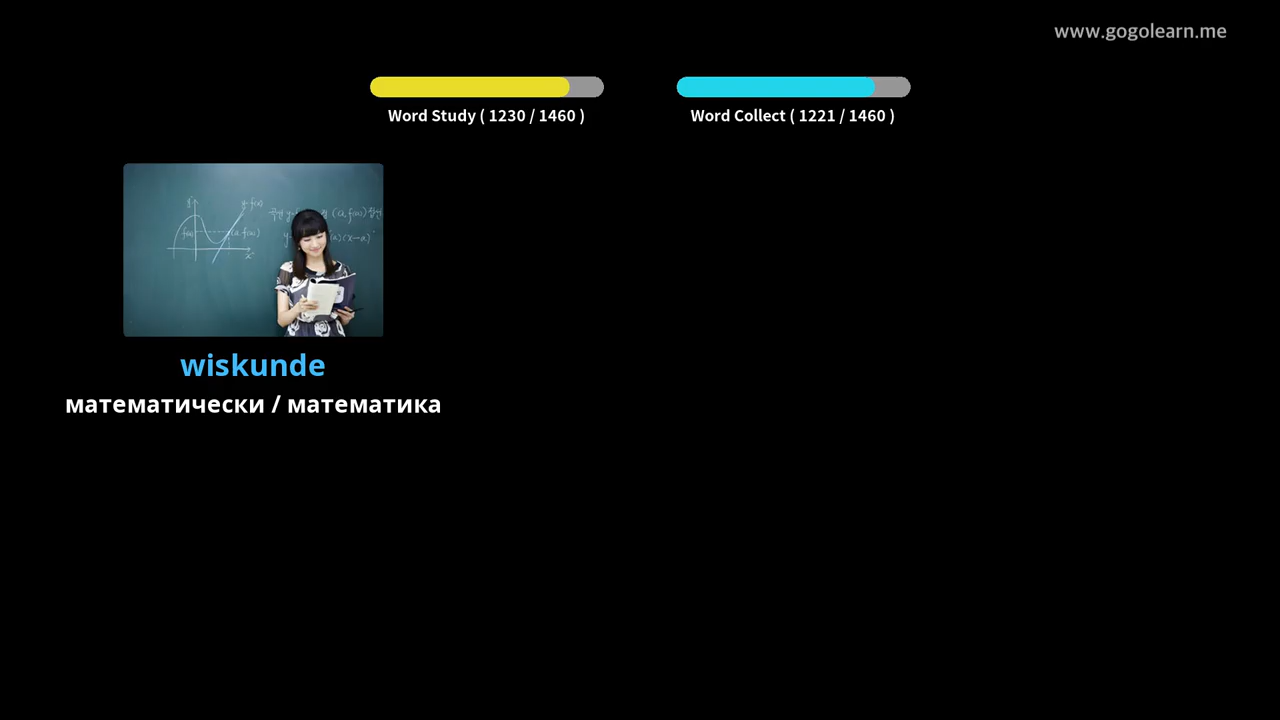 www.gogolearn.me
Word Study ( 1230 / 1460 )
Word Collect ( 1221 / 1460 )
wiskunde
математически / математика